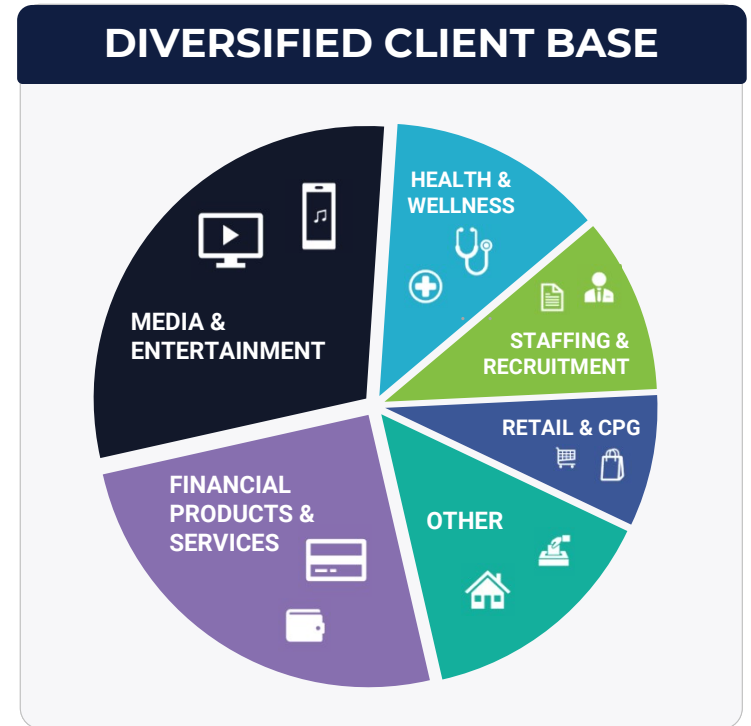 DIVERSIFIED CLIENT BASE
HEALTH &
WELLNESS
STAFFING &
RECRUITMENT
MEDIA &
ENTERTAINMENT
RETAIL & CPG
FINANCIAL
PRODUCTS &
SERVICES
OTHER